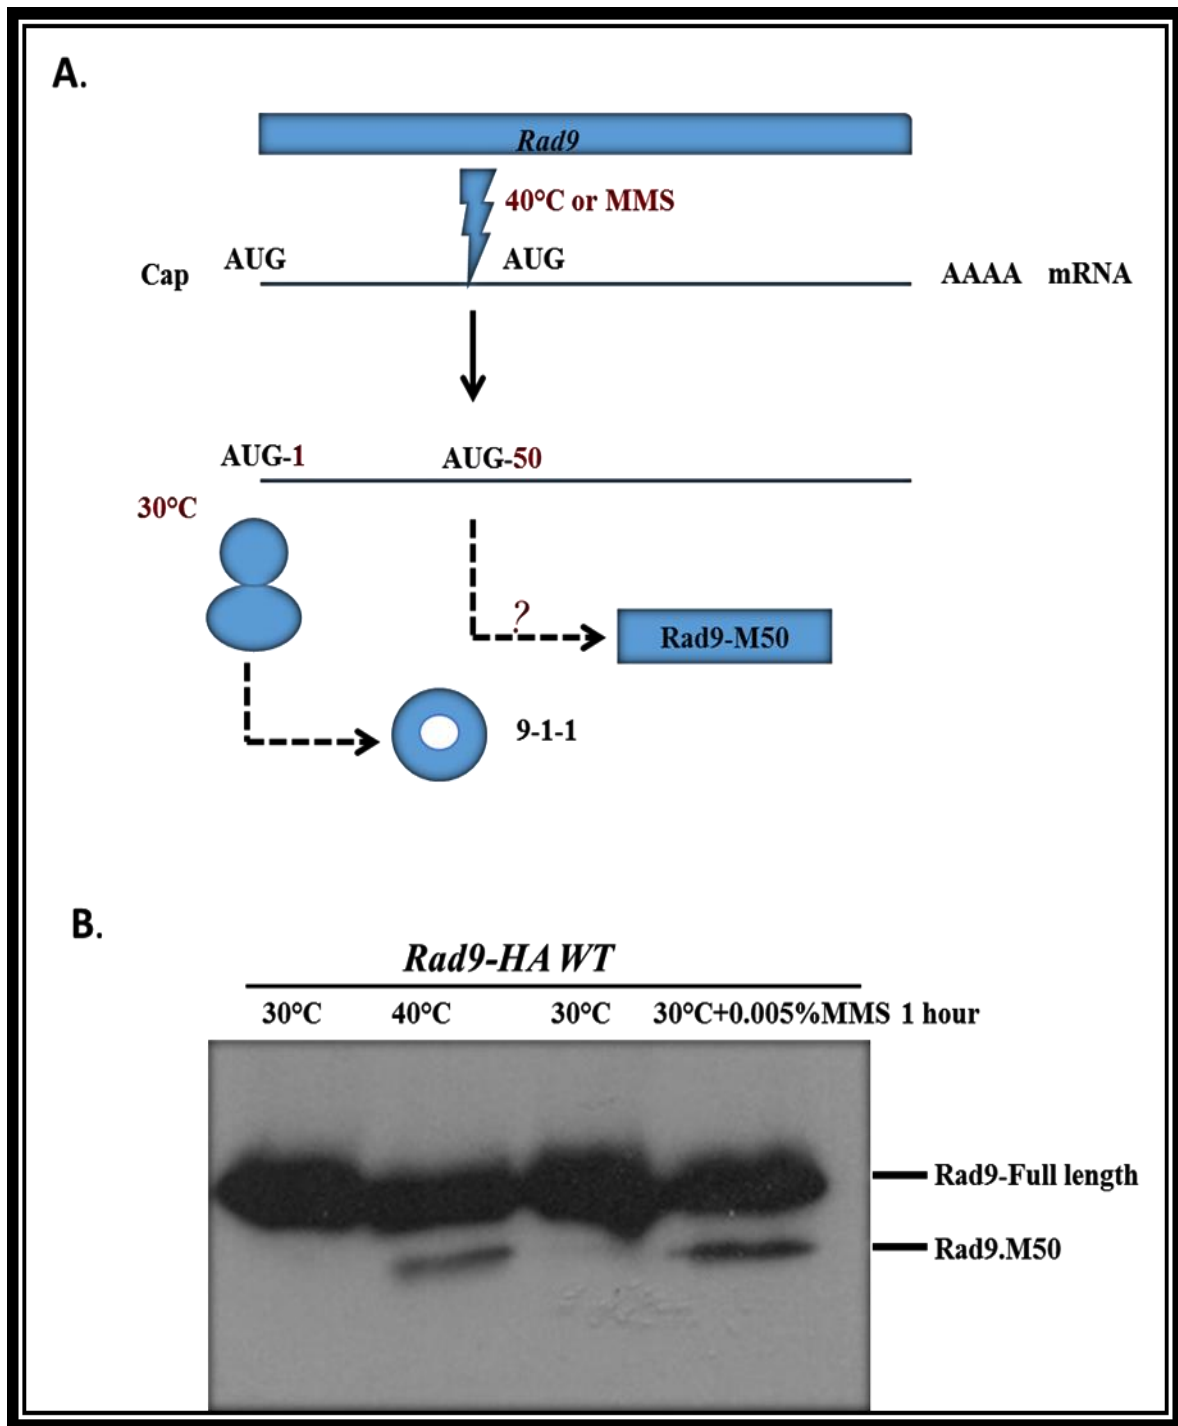 A.
Rad9
40°C or MMS
Cap AUG AUG AAAA mRNA
AUG-1 AUG-50
30°C
?
Rad9-M50
9-1-1
B.
Rad9-HA WT
30°C 40°C 30°C 30°C+0.005%MMS 1 hour
Rad9-Full length
Rad9.M50